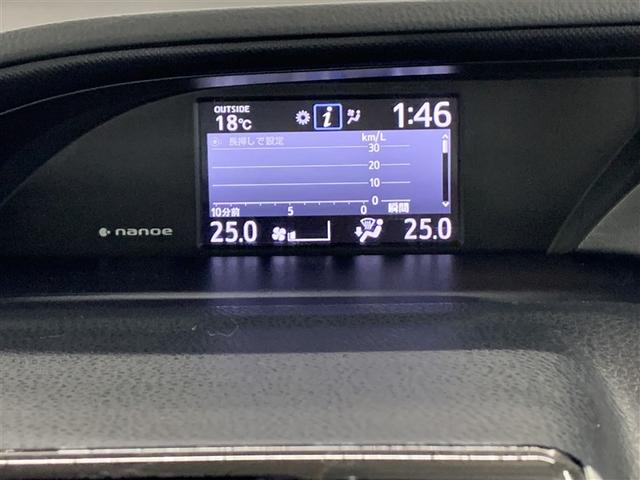 OUTSIDE
18℃ i 1:46
長押しで設定
km/L
30
20
10
0
10分前 5 0 瞬間
25.0 25.0
nanoe